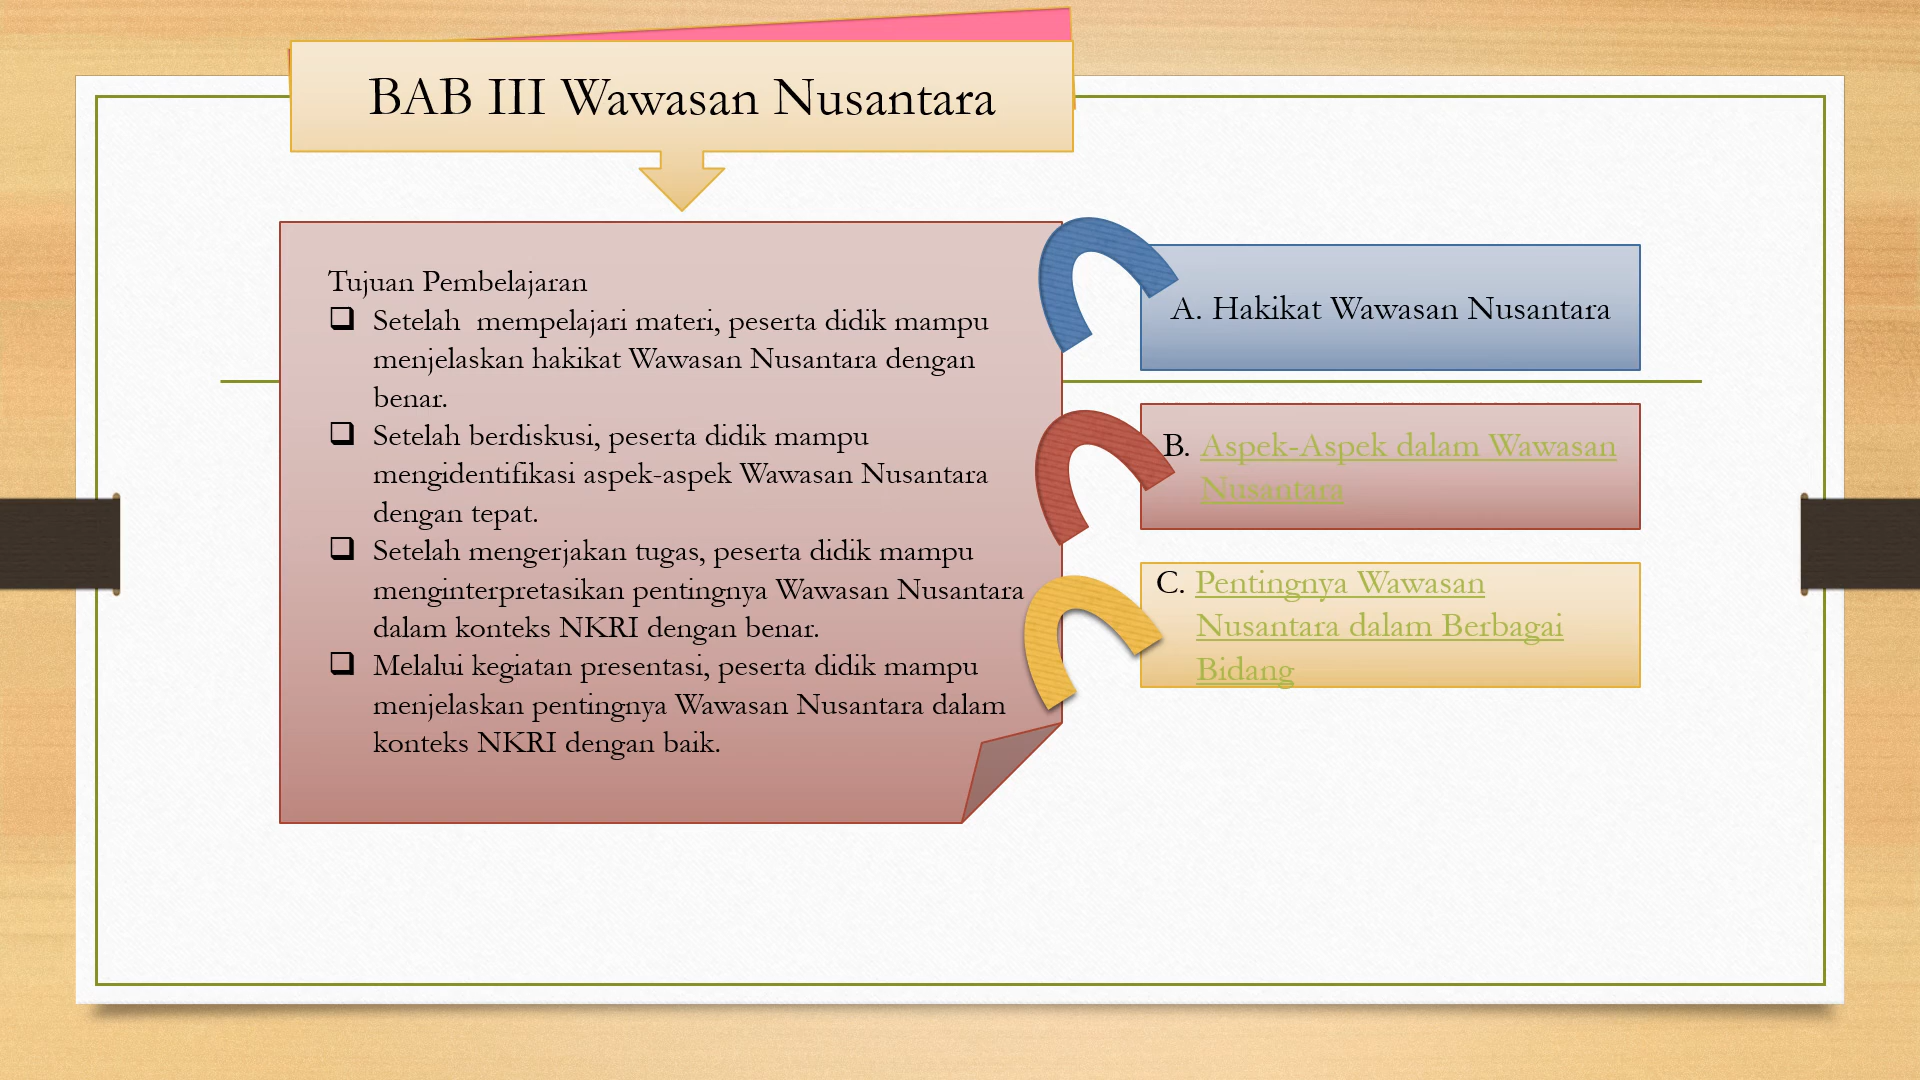 BAB III Wawasan Nusantara
Tujuan Pembelajaran
❑ Setelah  mempelajari materi, peserta didik mampu
menjelaskan hakikat Wawasan Nusantara dengan
benar.
❑ Setelah berdiskusi, peserta didik mampu
mengidentifikasi aspek-aspek Wawasan Nusantara
dengan tepat.
❑ Setelah mengerjakan tugas, peserta didik mampu
menginterpretasikan pentingnya Wawasan Nusantara
dalam konteks NKRI dengan benar.
❑ Melalui kegiatan presentasi, peserta didik mampu
menjelaskan pentingnya Wawasan Nusantara dalam
konteks NKRI dengan baik.
A. Hakikat Wawasan Nusantara
B. Aspek-Aspek dalam Wawasan
Nusantara
C. Pentingnya Wawasan
Nusantara dalam Berbagai
Bidang